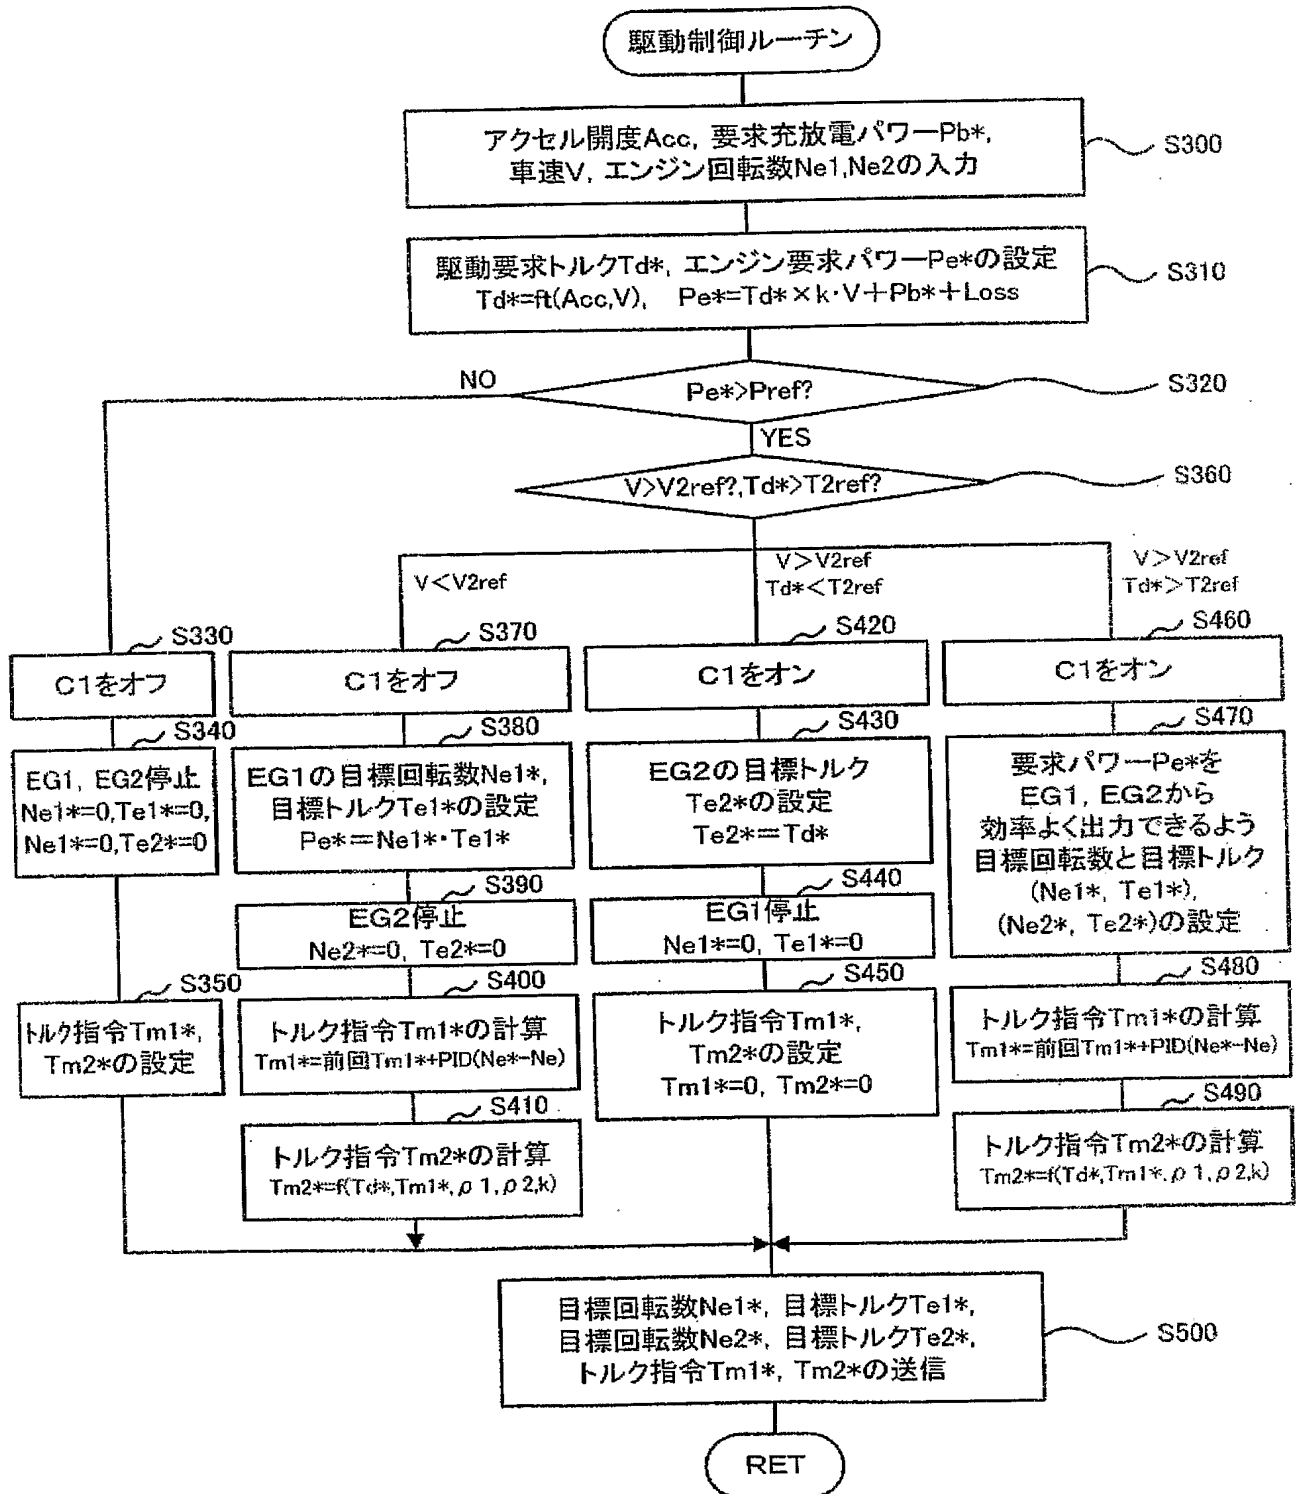 駆動制御ルーチン
アクセル開度Acc, 要求充放電パワーPb*,
車速V, エンジン回転数Ne1,Ne2の入力
S300
駆動要求トルクTd*, エンジン要求パワーPe*の設定
Td*=ft(Acc,V), Pe*=Td*×k・V+Pb*+Loss
S310
NO
Pe*>Pref?
S320
YES
V>V2ref?,Td*>T2ref?
S360
V<V2ref
V>V2ref
Td*<T2ref
V>V2ref
Td*>T2ref
S330
C1をオフ
S340
EG1, EG2停止
Ne1*=0,Te1*=0,
Ne1*=0,Te2*=0
S350
トルク指令Tm1*,
Tm2*の設定
S370
C1をオフ
S380
EG1の目標回転数Ne1*,
目標トルクTe1*の設定
Pe*=Ne1*・Te1*
S390
EG2停止
Ne2*=0, Te2*=0
S400
トルク指令Tm1*の計算
Tm1*=前回Tm1*+PID(Ne*-Ne)
S410
トルク指令Tm2*の計算
Tm2*=f(Td*,Tm1*,ρ1,ρ2,k)
S420
C1をオン
S430
EG2の目標トルク
Te2*の設定
Te2*=Td*
S440
EG1停止
Ne1*=0, Te1*=0
S450
トルク指令Tm1*,
Tm2*の設定
Tm1*=0, Tm2*=0
S460
C1をオン
S470
要求パワーPe*を
EG1, EG2から
効率よく出力できるよう
目標回転数と目標トルク
(Ne1*, Te1*),
(Ne2*, Te2*)の設定
S480
トルク指令Tm1*の計算
Tm1*=前回Tm1*+PID(Ne*-Ne)
S490
トルク指令Tm2*の計算
Tm2*=f(Td*,Tm1*,ρ1,ρ2,k)
目標回転数Ne1*, 目標トルクTe1*,
目標回転数Ne2*, 目標トルクTe2*,
トルク指令Tm1*, Tm2*の送信
S500
RET